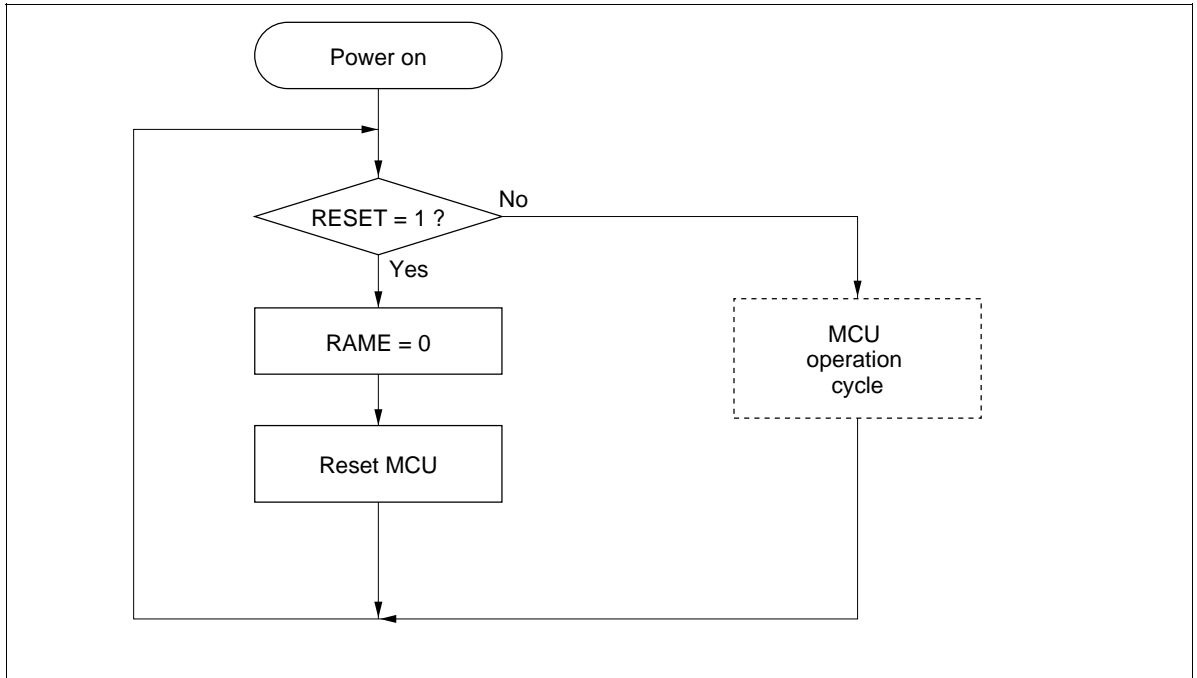 Power on
RESET = 1 ?
No
Yes
RAME = 0
MCU
operation
cycle
Reset MCU